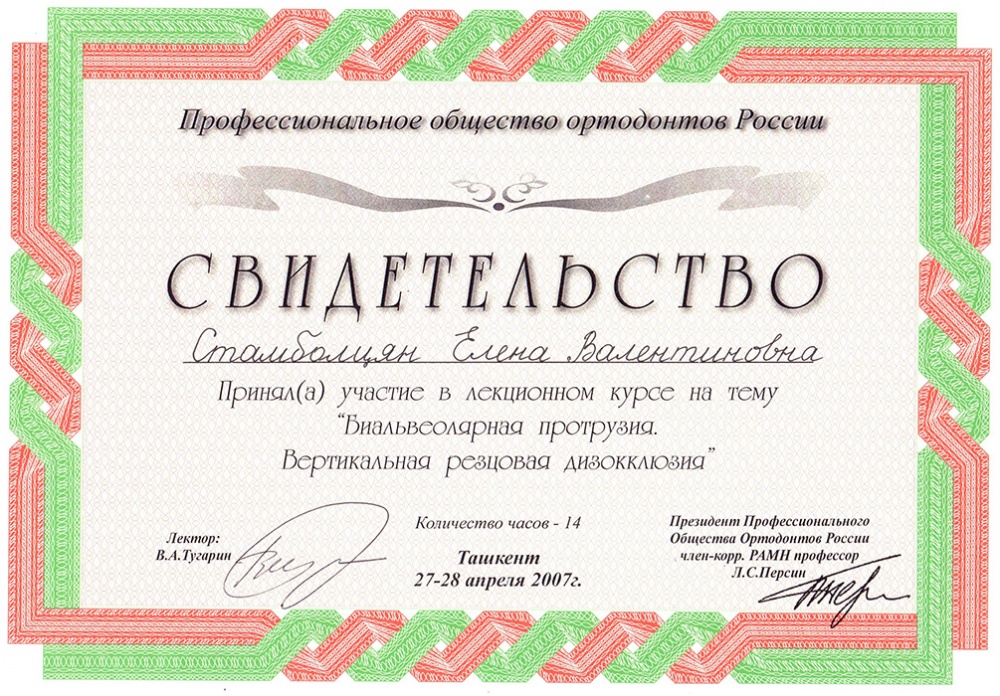 Профессиональное общество ортодонтов России
СВИДЕТЕЛЬСТВО
Стамболцян Елена Валентиновна
Принял(а) участие в лекционном курсе на тему
"Биальвеолярная протрузия.
Вертикальная резцовая дизокклюзия"
Лектор:
В.А.Тугарин
Количество часов - 14
Ташкент
27-28 апреля 2007г.
Президент Профессионального
Общества Ортодонтов России
член-корр. РАМН профессор
Л.С.Персин